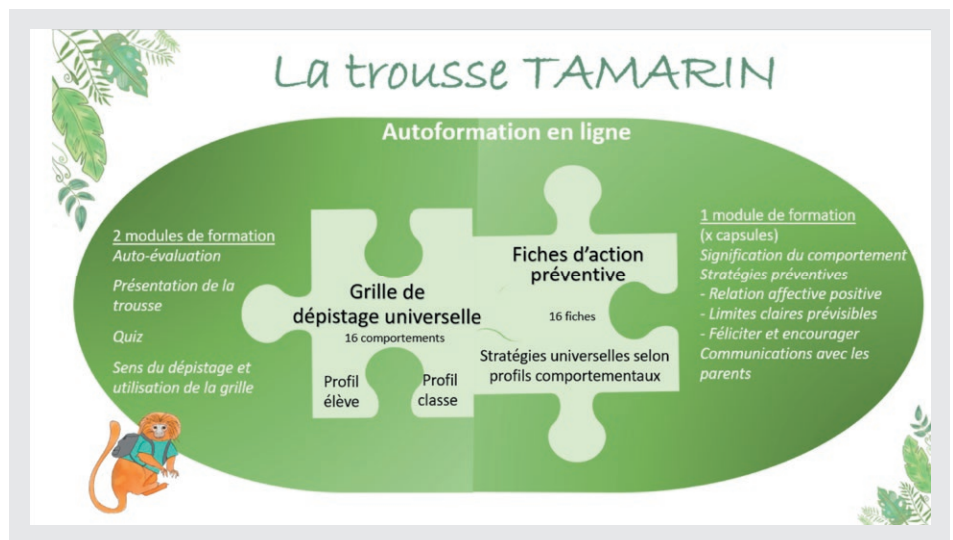 La trousse TAMARIN
Autoformation en ligne
2 modules de formation
Auto-évaluation
Présentation de la
trousse
Quiz
Sens du dépistage et
utilisation de la grille
Grille de
dépistage universelle
16 comportements
Profil
élève
Profil
classe
Fiches d’action
préventive
16 fiches
Stratégies universelles selon
profils comportementaux
1 module de formation
(x capsules)
Signification du comportement
Stratégies préventives
- Relation affective positive
- Limites claires prévisibles
- Féliciter et encourager
Communications avec les
parents